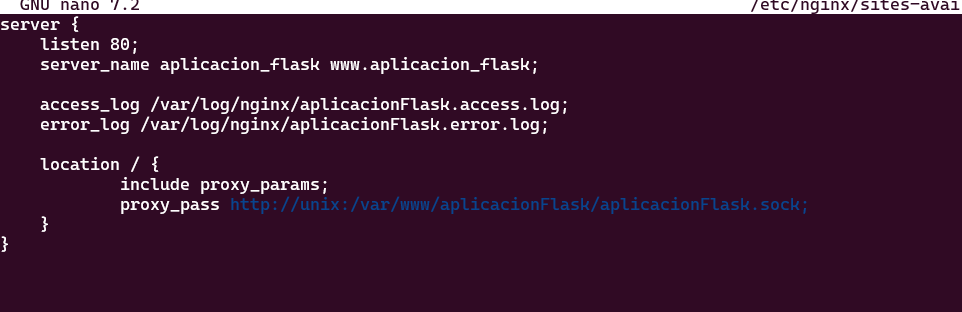 GNU nano 7.2 /etc/nginx/sites-avai
server {
    listen 80;
    server_name aplicacion_flask www.aplicacion_flask;

    access_log /var/log/nginx/aplicacionFlask.access.log;
    error_log /var/log/nginx/aplicacionFlask.error.log;

    location / {
            include proxy_params;
            proxy_pass http://unix:/var/www/aplicacionFlask/aplicacionFlask.sock;
    }
}